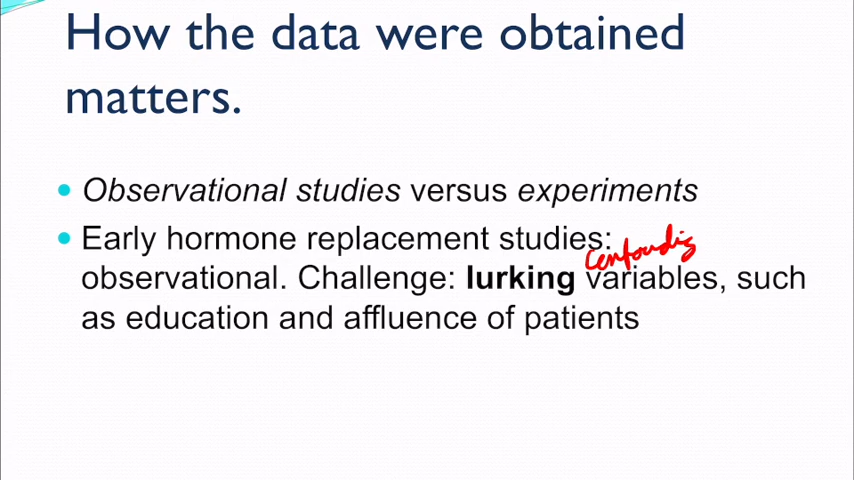 How the data were obtained
matters.
Observational studies versus experiments
Early hormone replacement studies:
confounding
observational. Challenge: lurking variables, such
as education and affluence of patients